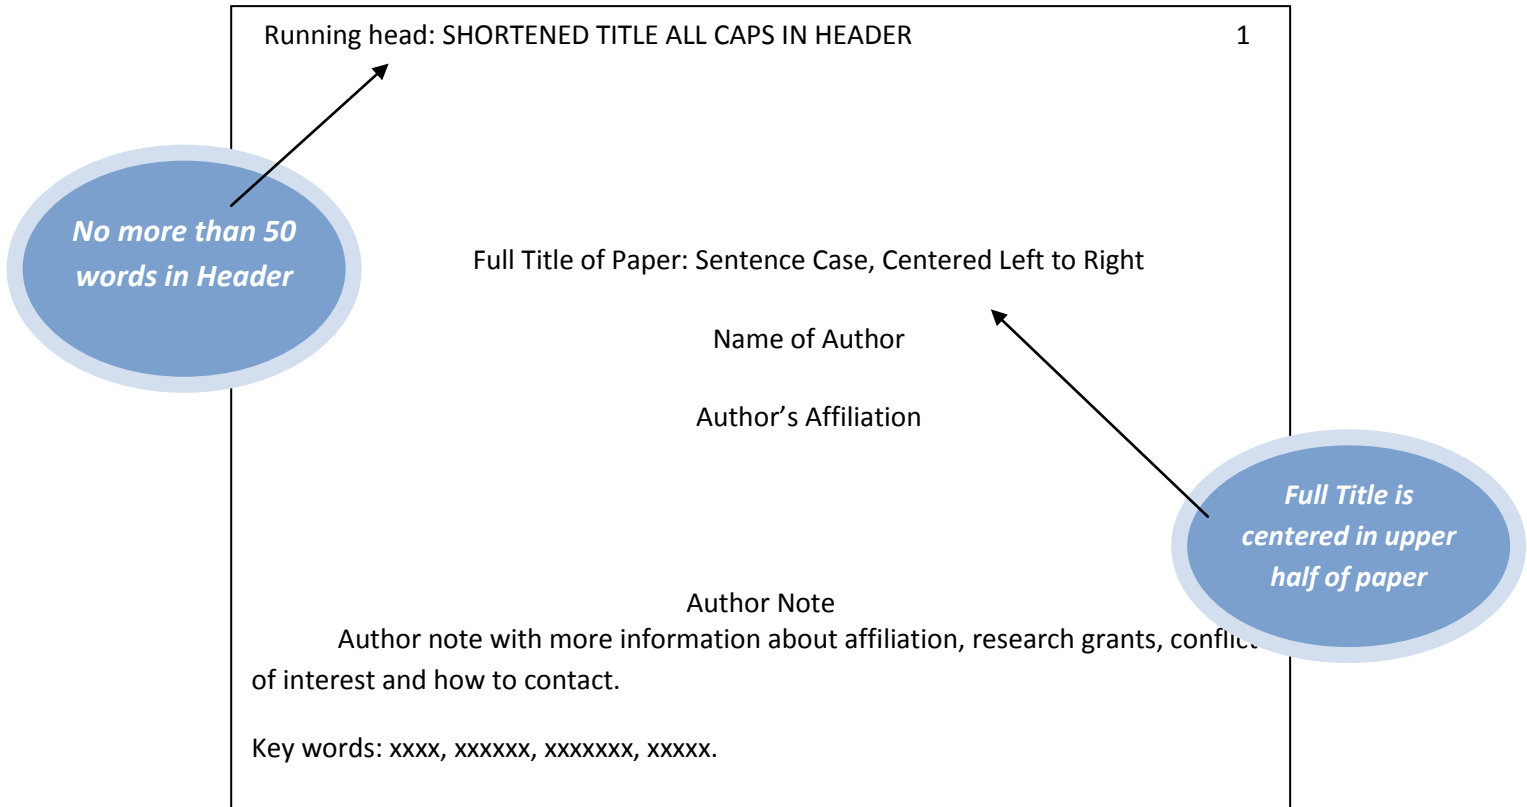 Running head: SHORTENED TITLE ALL CAPS IN HEADER 1
No more than 50
words in Header
Full Title of Paper: Sentence Case, Centered Left to Right
Name of Author
Author’s Affiliation
Full Title is
centered in upper
half of paper
Author Note
Author note with more information about affiliation, research grants, conflict
of interest and how to contact.
Key words: xxxx, xxxxxx, xxxxxxx, xxxxx.